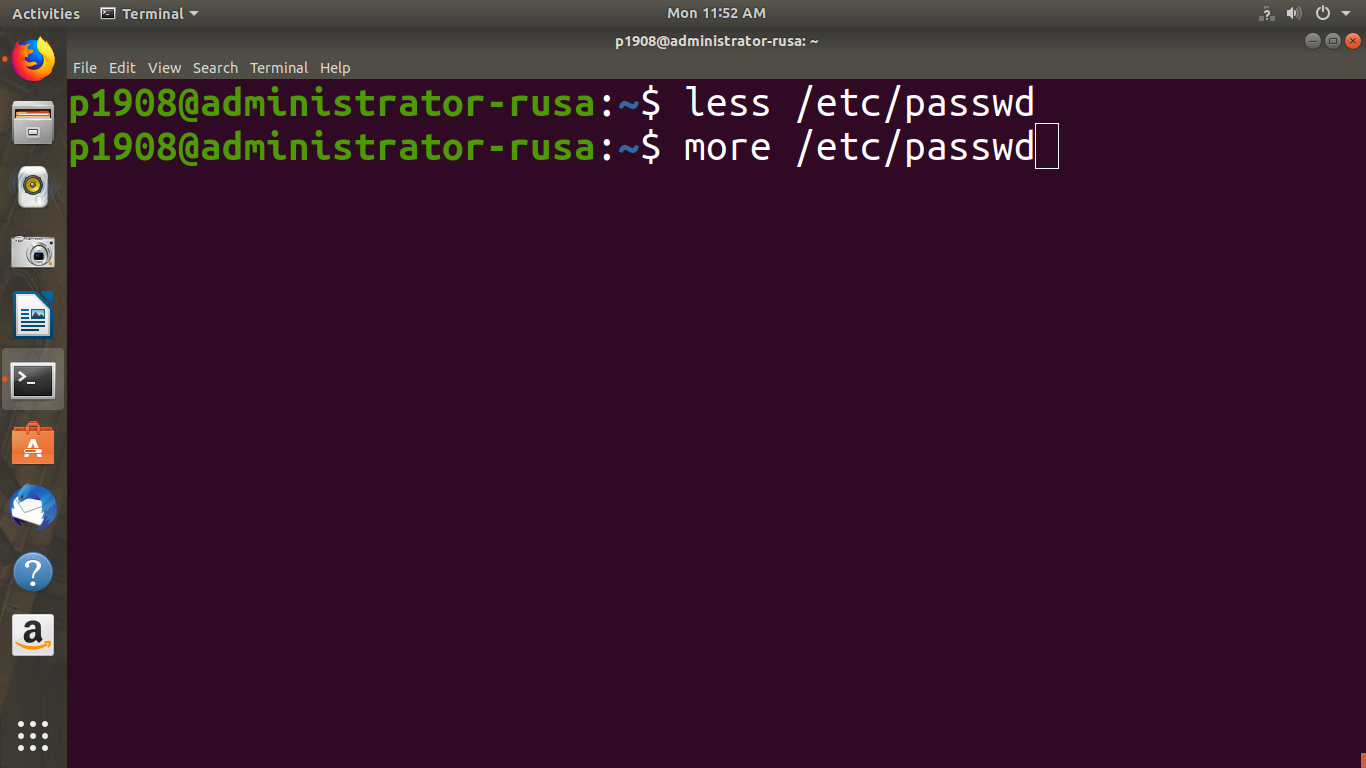 Activities Terminal Mon 11:52 AM
p1908@administrator-rusa: ~
File Edit View Search Terminal Help
p1908@administrator-rusa:~$ less /etc/passwd
p1908@administrator-rusa:~$ more /etc/passwd